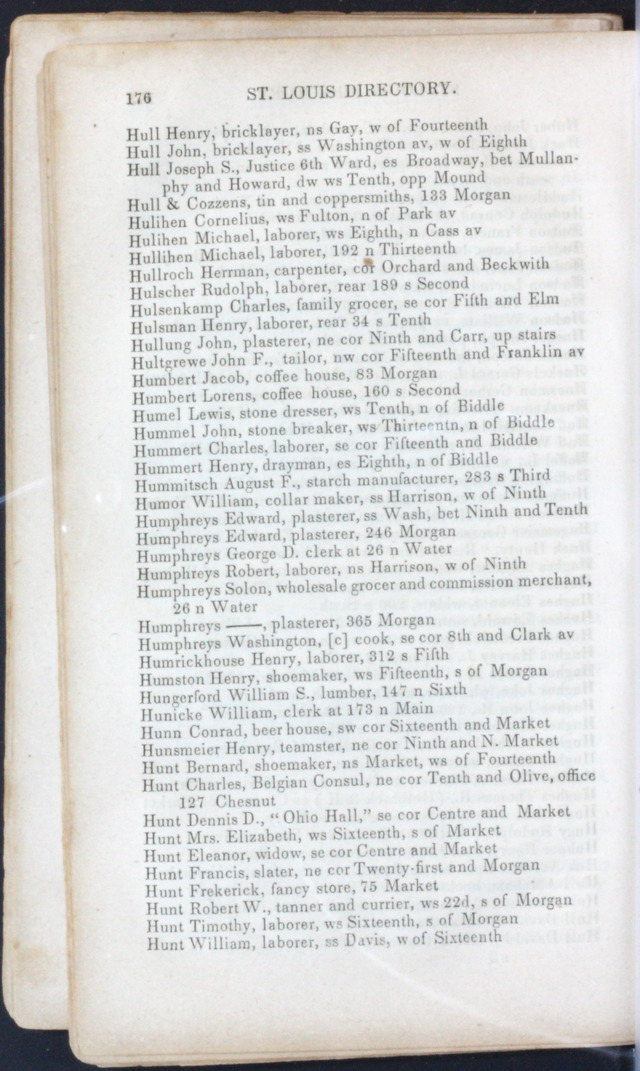 176 ST. LOUIS DIRECTORY.
Hull Henry, bricklayer, ns Gay, w of Fourteenth
Hull John, bricklayer, ss Washington av, w of Eighth
Hull Joseph S., Justice 6th Ward, es Broadway, bet Mullan-
phy and Howard, dw ws Tenth, opp Mound
Hull & Cozzens, tin and coppersmiths, 133 Morgan
Hulihen Cornelius, ws Fulton, n of Park av
Hulihen Michael, laborer, ws Eighth, n Cass av
Hullihen Michael, laborer, 192 n Thirteenth
Hullroch Herrman, carpenter, cor Orchard and Beckwith
Hulscher Rudolph, laborer, rear 189 s Second
Hulsenkamp Charles, family grocer, se cor Fifth and Elm
Hulsman Henry, laborer, rear 34 s Tenth
Hullung John, plasterer, ne cor Ninth and Carr, up stairs
Hultgrewe John F., tailor, nw cor Fifteenth and Franklin av
Humbert Jacob, coffee house, 83 Morgan
Humbert Lorens, coffee house, 160 s Second
Humel Lewis, stone dresser, ws Tenth, n of Biddle
Hummel John, stone breaker, ws Thirteentn, n of Biddle
Hummert Charles, laborer, se cor Fifteenth and Biddle
Hummert Henry, drayman, es Eighth, n of Biddle
Hummitsch August F., starch manufacturer, 283 s Third
Humor William, collar maker, ss Harrison, w of Ninth
Humphreys Edward, plasterer, ss Wash, bet Ninth and Tenth
Humphreys Edward, plasterer, 246 Morgan
Humphreys George D. clerk at 26 n Water
Humphreys Robert, laborer, ns Harrison, w of Ninth
Humphreys Solon, wholesale grocer and commission merchant,
26 n Water
Humphreys ——, plasterer, 365 Morgan
Humphreys Washington, [c] cook, se cor 8th and Clark av
Humrickhouse Henry, laborer, 312 s Fifth
Humston Henry, shoemaker, ws Fifteenth, s of Morgan
Hungerford William S., lumber, 147 n Sixth
Hunicke William, clerk at 173 n Main
Hunn Conrad, beer house, sw cor Sixteenth and Market
Hunsmeier Henry, teamster, ne cor Ninth and N. Market
Hunt Bernard, shoemaker, ns Market, ws of Fourteenth
Hunt Charles, Belgian Consul, ne cor Tenth and Olive, office
127 Chesnut
Hunt Dennis D., "Ohio Hall," se cor Centre and Market
Hunt Mrs. Elizabeth, ws Sixteenth, s of Market
Hunt Eleanor, widow, se cor Centre and Market
Hunt Francis, slater, ne cor Twenty-first and Morgan
Hunt Frekerick, fancy store, 75 Market
Hunt Robert W., tanner and currier, ws 22d, s of Morgan
Hunt Timothy, laborer, ws Sixteenth, s of Morgan
Hunt William, laborer, ss Davis, w of Sixteenth